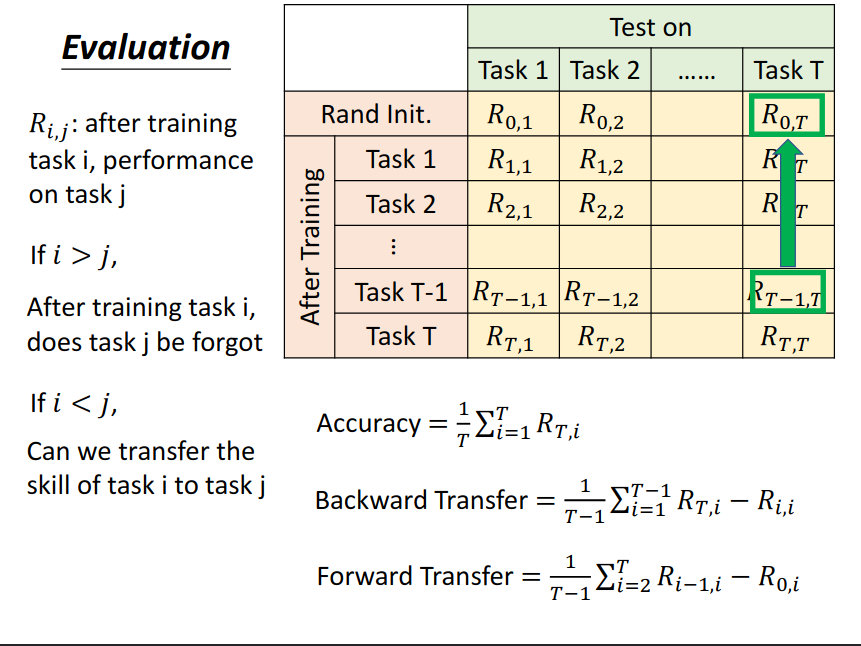 Evaluation
R_{i,j}: after training
task i, performance
on task j
If i > j,
After training task i,
does task j be forgot
If i < j,
Can we transfer the
skill of task i to task j
Test on
Task 1 Task 2 …… Task T
Rand Init. R_{0,1} R_{0,2} R_{0,T}
After Training
Task 1 R_{1,1} R_{1,2} R T
Task 2 R_{2,1} R_{2,2} R T
⋮
Task T-1 R_{T−1,1} R_{T−1,2} R_{T−1,T}
Task T R_{T,1} R_{T,2} R_{T,T}
Accuracy = \frac{1}{T} \sum_{i=1}^{T} R_{T,i}
Backward Transfer = \frac{1}{T−1} \sum_{i=1}^{T−1} R_{T,i} − R_{i,i}
Forward Transfer = \frac{1}{T−1} \sum_{i=2}^{T} R_{i−1,i} − R_{0,i}